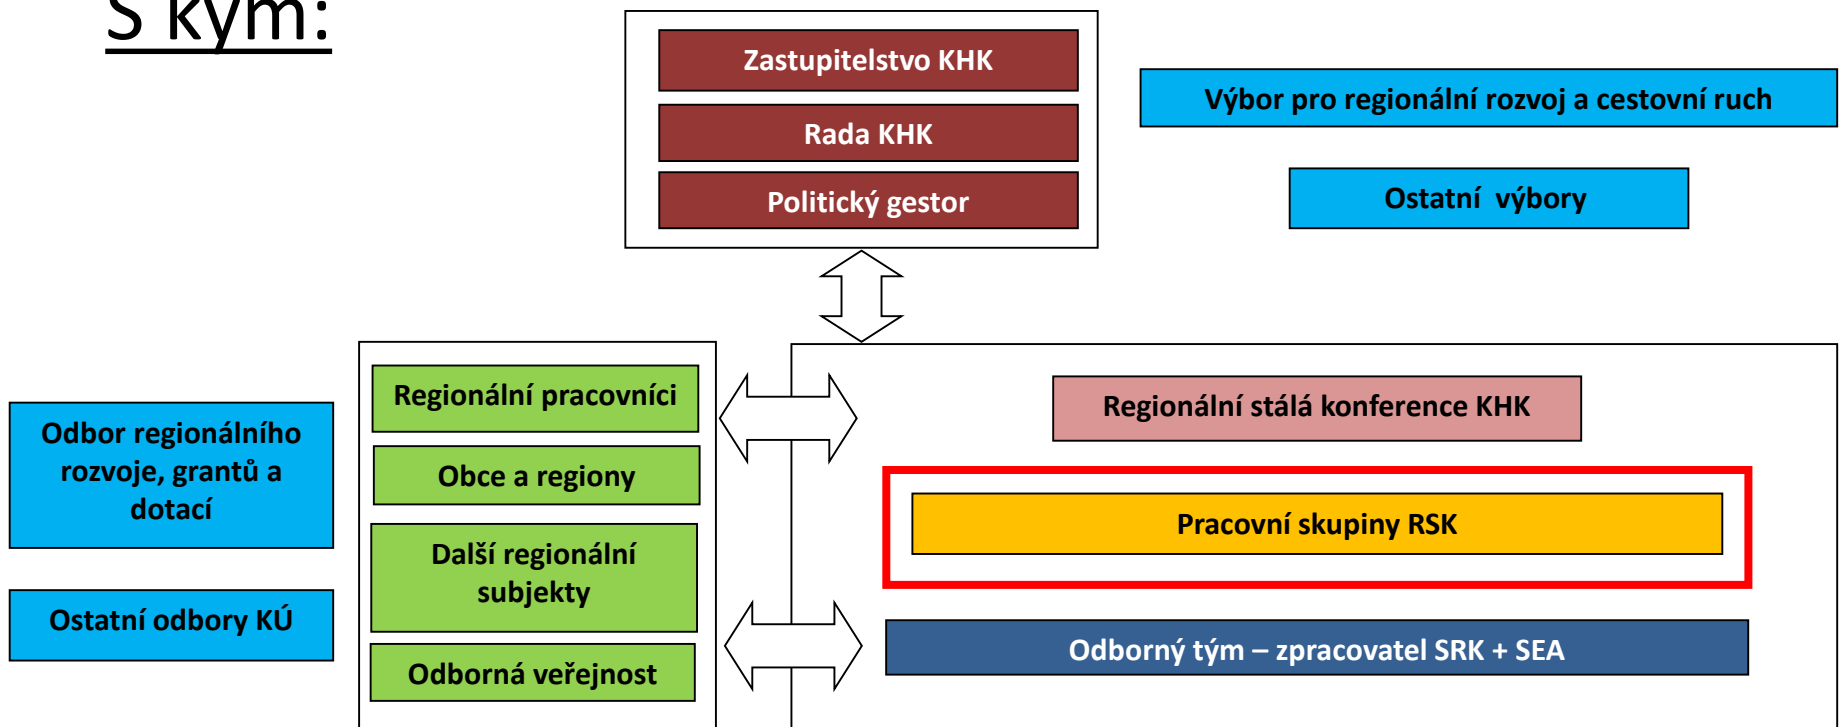 S kým:
Zastupitelstvo KHK
Rada KHK
Politický gestor
Výbor pro regionální rozvoj a cestovní ruch
Ostatní výbory
Odbor regionálního
rozvoje, grantů a
dotací
Ostatní odbory KÚ
Regionální pracovníci
Obce a regiony
Další regionální
subjekty
Odborná veřejnost
Regionální stálá konference KHK
Pracovní skupiny RSK
Odborný tým – zpracovatel SRK + SEA